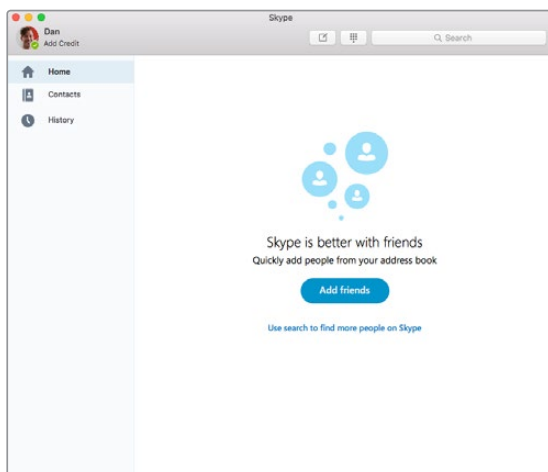 Skype
Dan
Add Credit
Search
Home
Contacts
History
Skype is better with friends
Quickly add people from your address book
Add friends
Use search to find more people on Skype